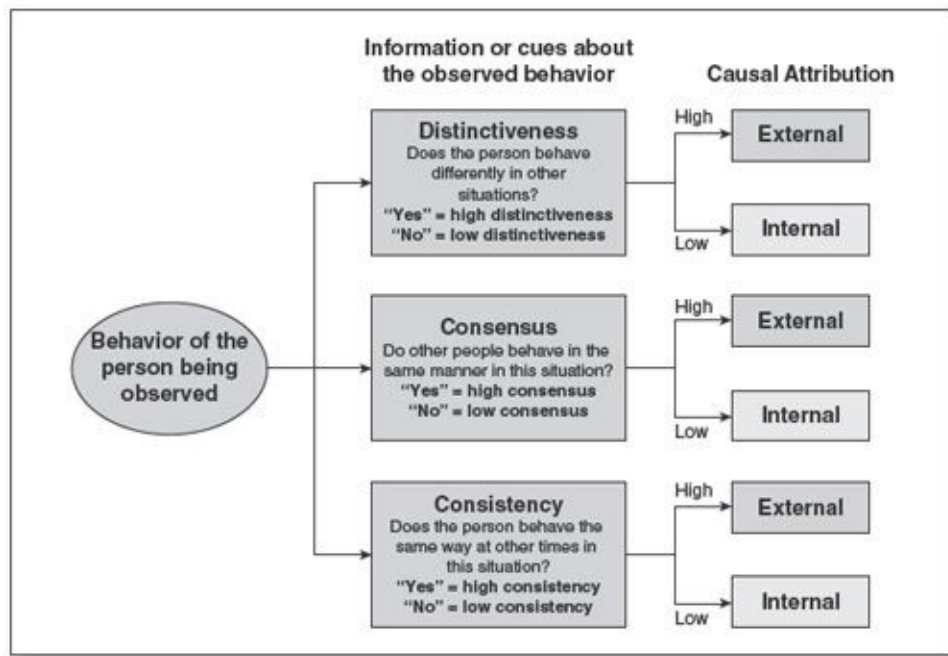 Information or cues about
the observed behavior
Causal Attribution
Distinctiveness
Does the person behave
differently in other
situations?
"Yes" = high distinctiveness
"No" = low distinctiveness
High
External
Low
Internal
Behavior of the
person being
observed
Consensus
Do other people behave in the
same manner in this situation?
"Yes" = high consensus
"No" = low consensus
High
External
Low
Internal
Consistency
Does the person behave the
same way at other times in
this situation?
"Yes" = high consistency
"No" = low consistency
High
External
Low
Internal